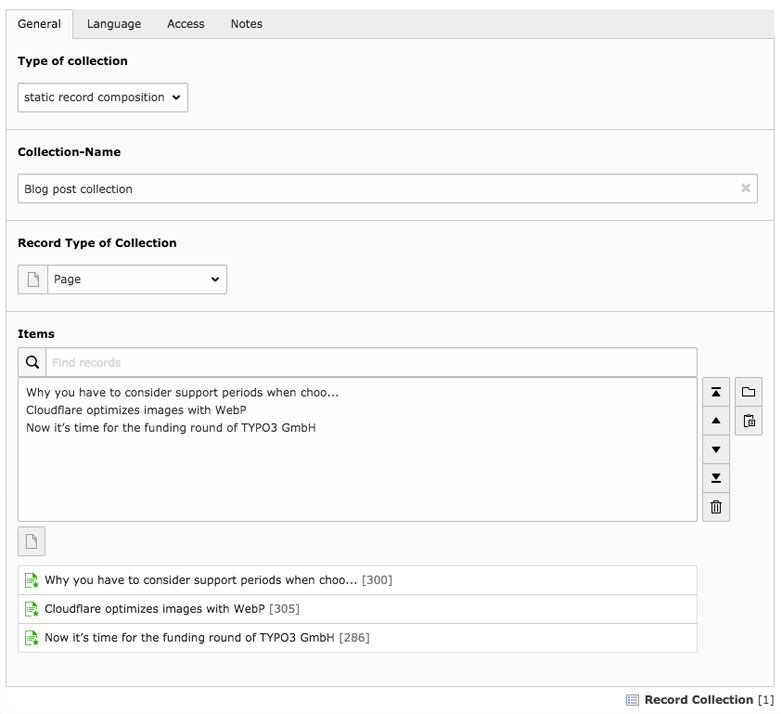 General Language Access Notes
Type of collection
static record composition
Collection-Name
Blog post collection
Record Type of Collection
Page
Items
Find records
Why you have to consider support periods when choo...
Cloudflare optimizes images with WebP
Now it’s time for the funding round of TYPO3 GmbH
Why you have to consider support periods when choo... [300]
Cloudflare optimizes images with WebP [305]
Now it’s time for the funding round of TYPO3 GmbH [286]
Record Collection [1]